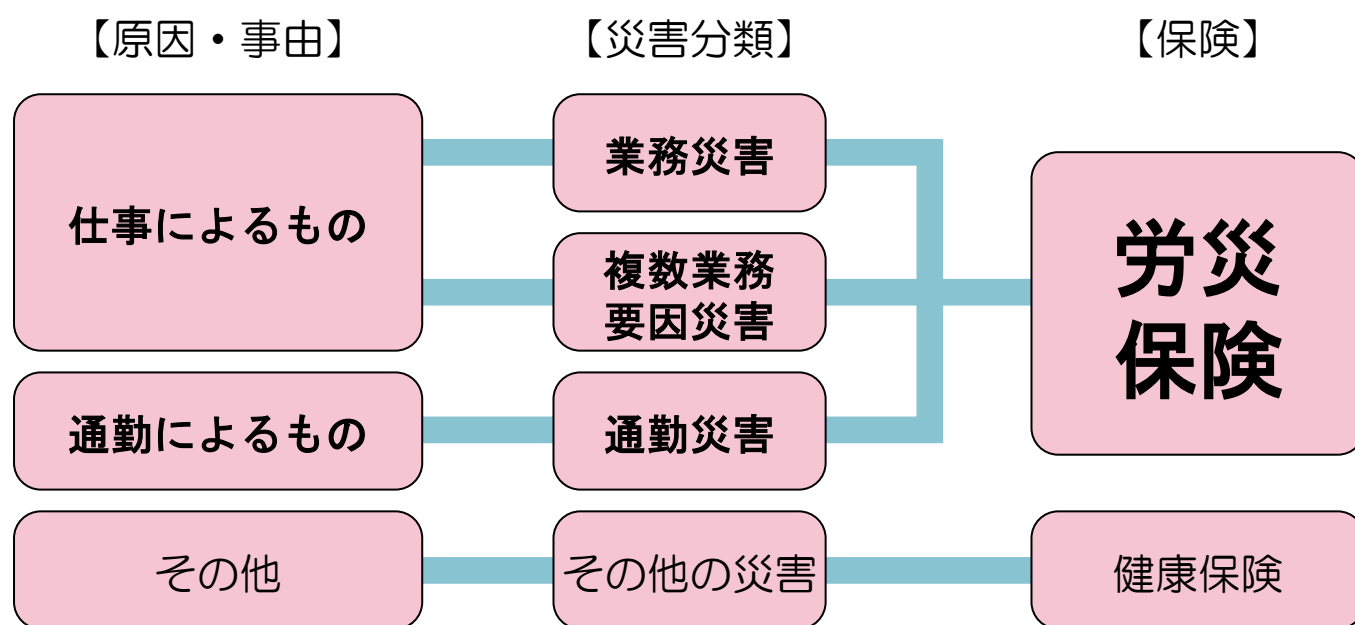 【原因・事由】
【災害分類】
【保険】
仕事によるもの
業務災害
複数業務
要因災害
労災
保険
通勤によるもの
通勤災害
その他
その他の災害
健康保険